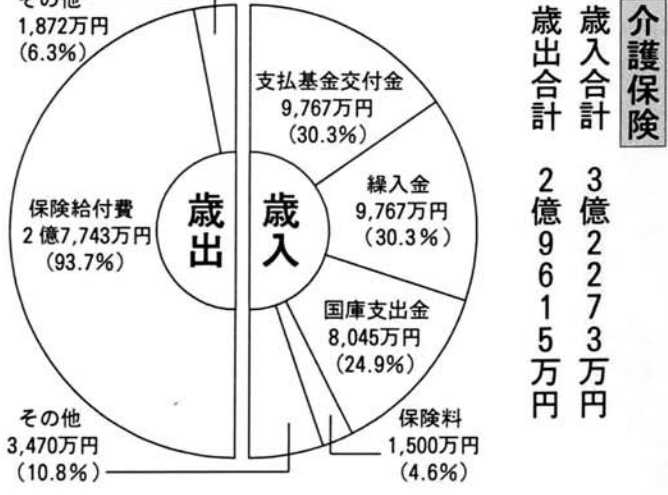 介護保険
歳入合計 3億2273万円
歳出合計 2億9615万円
その他
1,872万円
(6.3%)
保険給付費
2億7,743万円
(93.7%)
歳出
歳入
支払基金交付金
9,767万円
(30.3%)
繰入金
9,767万円
(30.3%)
国庫支出金
8,045万円
(24.9%)
保険料
1,500万円
(4.6%)
その他
3,470万円
(10.8%)